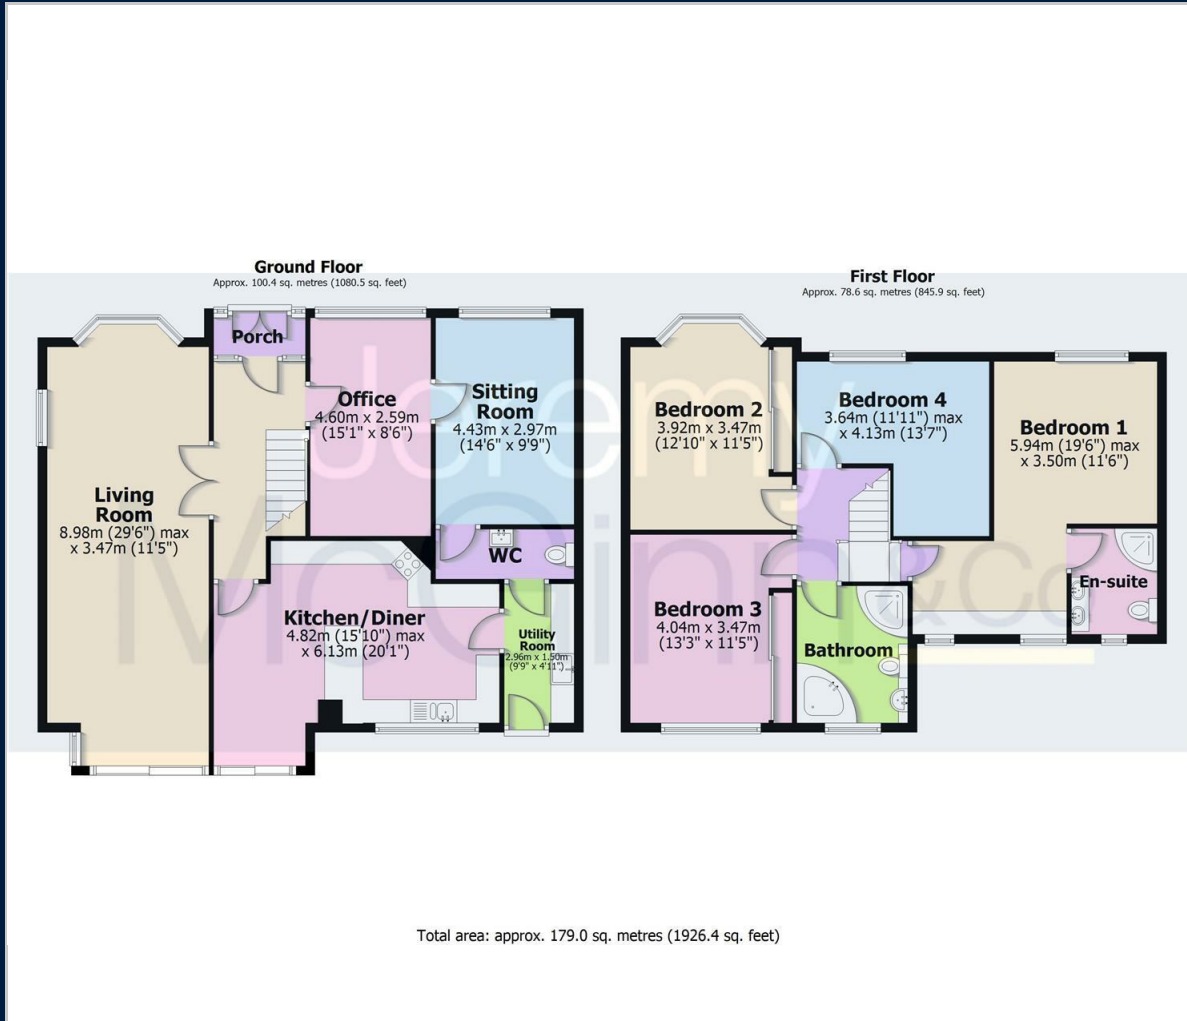 Ground Floor
Approx. 100.4 sq. metres (1080.5 sq. feet)
Porch
Office
4.60m x 2.59m
(15'1" x 8'6")
Sitting
Room
4.43m x 2.97m
(14'6" x 9'9")
Living
Room
8.98m (29'6") max
x 3.47m (11'5")
WC
Kitchen/Diner
4.82m (15'10") max
x 6.13m (20'1")
Utility
Room
2.96m x 1.50m
(9'9" x 4'11")
First Floor
Approx. 78.6 sq. metres (845.9 sq. feet)
Bedroom 2
3.92m x 3.47m
(12'10" x 11'5")
Bedroom 4
3.64m (11'11") max
x 4.13m (13'7")
Bedroom 1
5.94m (19'6") max
x 3.50m (11'6")
En-suite
Bedroom 3
4.04m x 3.47m
(13'3" x 11'5")
Bathroom
Jeremy
McGinn & Co
Total area: approx. 179.0 sq. metres (1926.4 sq. feet)